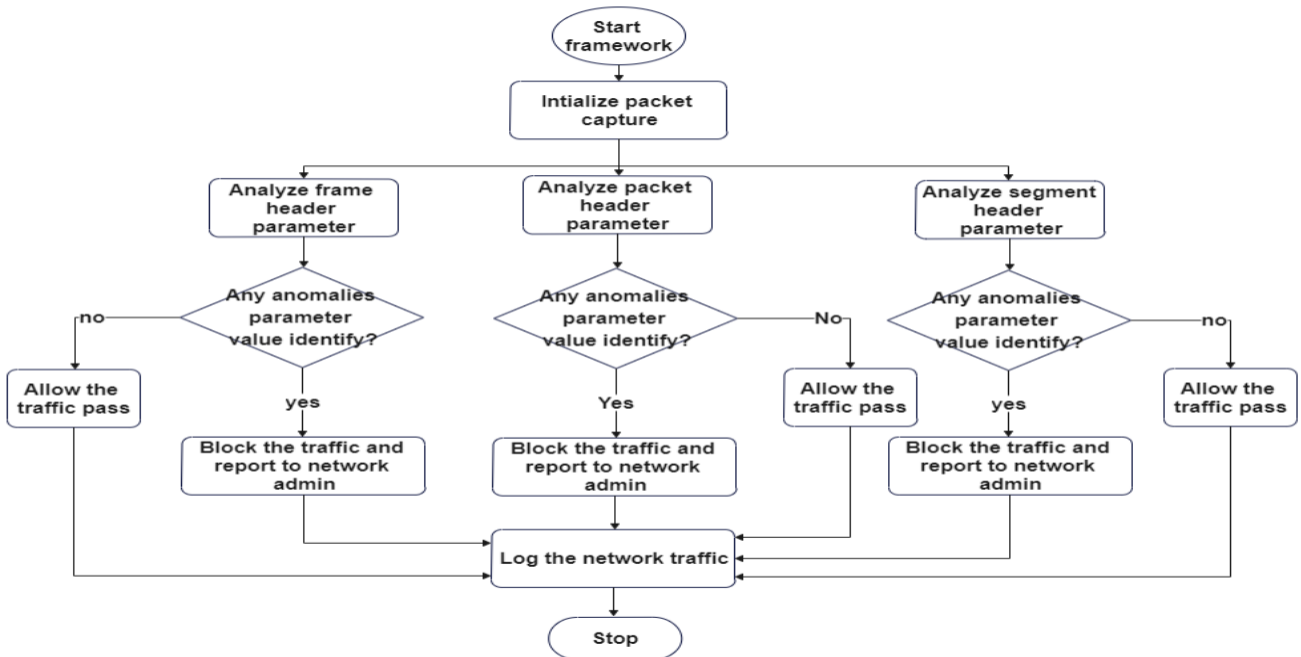 Start
framework
Intialize packet
capture
Analyze frame
header
parameter
Analyze packet
header
parameter
Analyze segment
header
parameter
Any anomalies
parameter
value identify?
Any anomalies
parameter
value identify?
Any anomalies
parameter
value identify?
no
No
no
Allow the
traffic pass
yes
Yes
Allow the
traffic pass
yes
Allow the
traffic pass
Block the traffic and
report to network
admin
Block the traffic and
report to network
admin
Block the traffic and
report to network
admin
Log the network traffic
Stop